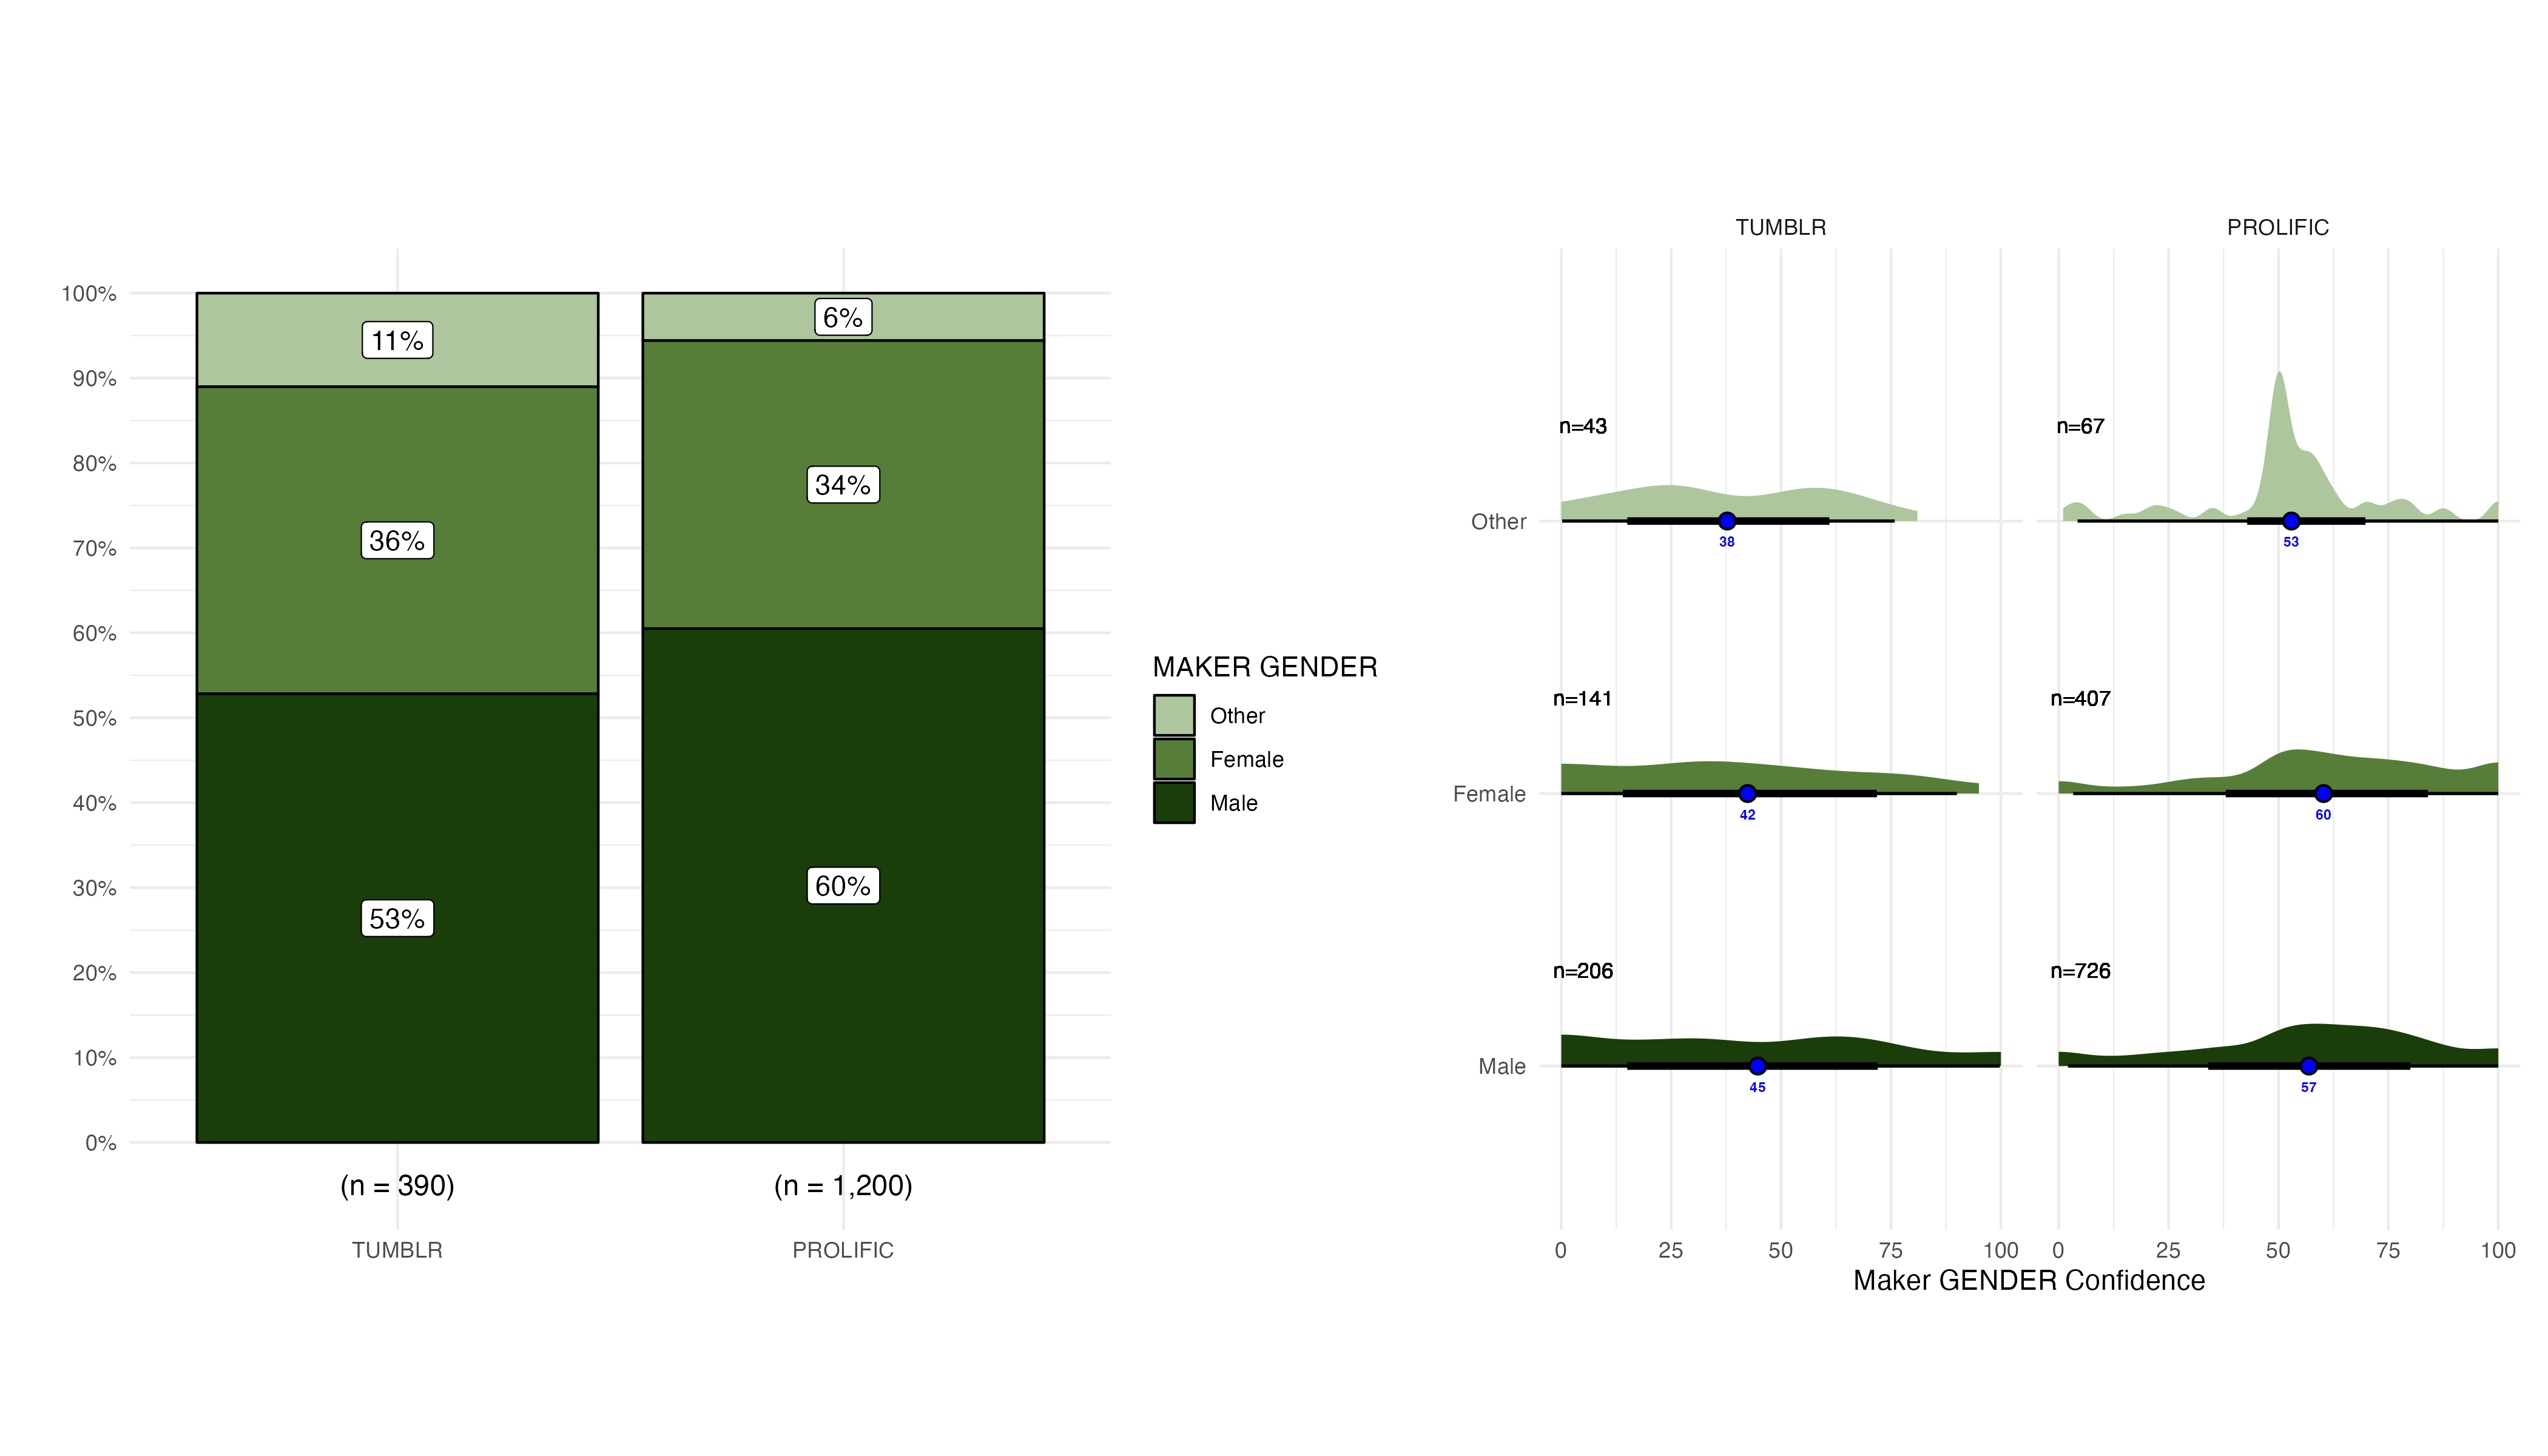 100%
90%
80%
70%
60%
50%
40%
30%
20%
10%
0%
11%
36%
53%
6%
34%
60%
(n = 390)
(n = 1,200)
TUMBLR
PROLIFIC
MAKER GENDER
Other
Female
Male
TUMBLR
PROLIFIC
Other
Female
Male
n=43
38
n=67
53
n=141
42
n=407
60
n=206
45
n=726
57
0 25 50 75 100
0 25 50 75 100
Maker GENDER Confidence